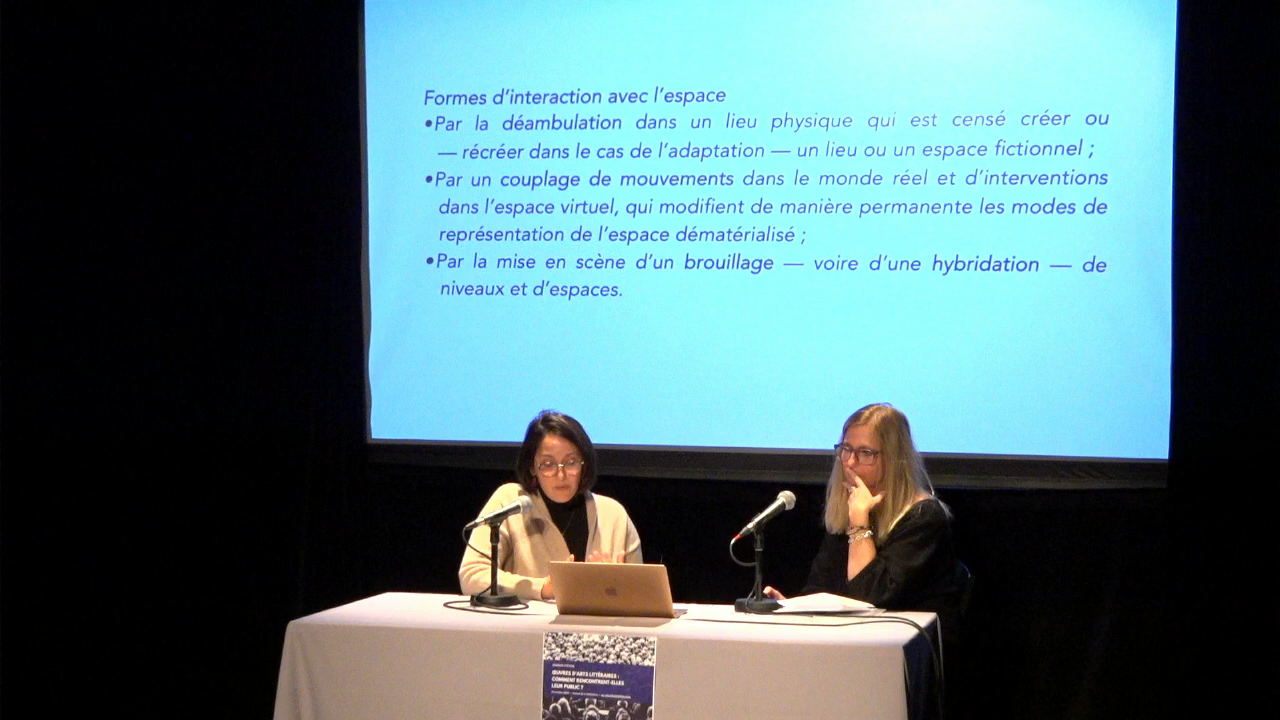 Formes d'interaction avec l'espace
•Par la déambulation dans un lieu physique qui est censé créer ou
— récréer dans le cas de l'adaptation — un lieu ou un espace fictionnel ;
•Par un couplage de mouvements dans le monde réel et d'interventions
dans l'espace virtuel, qui modifient de manière permanente les modes de
représentation de l'espace dématérialisé ;
•Par la mise en scène d'un brouillage — voire d'une hybridation — de
niveaux et d'espaces.
ŒUVRES D'ARTS LITTÉRAIRES :
COMMENT RENCONTRENT-ELLES
LEUR PUBLIC ?